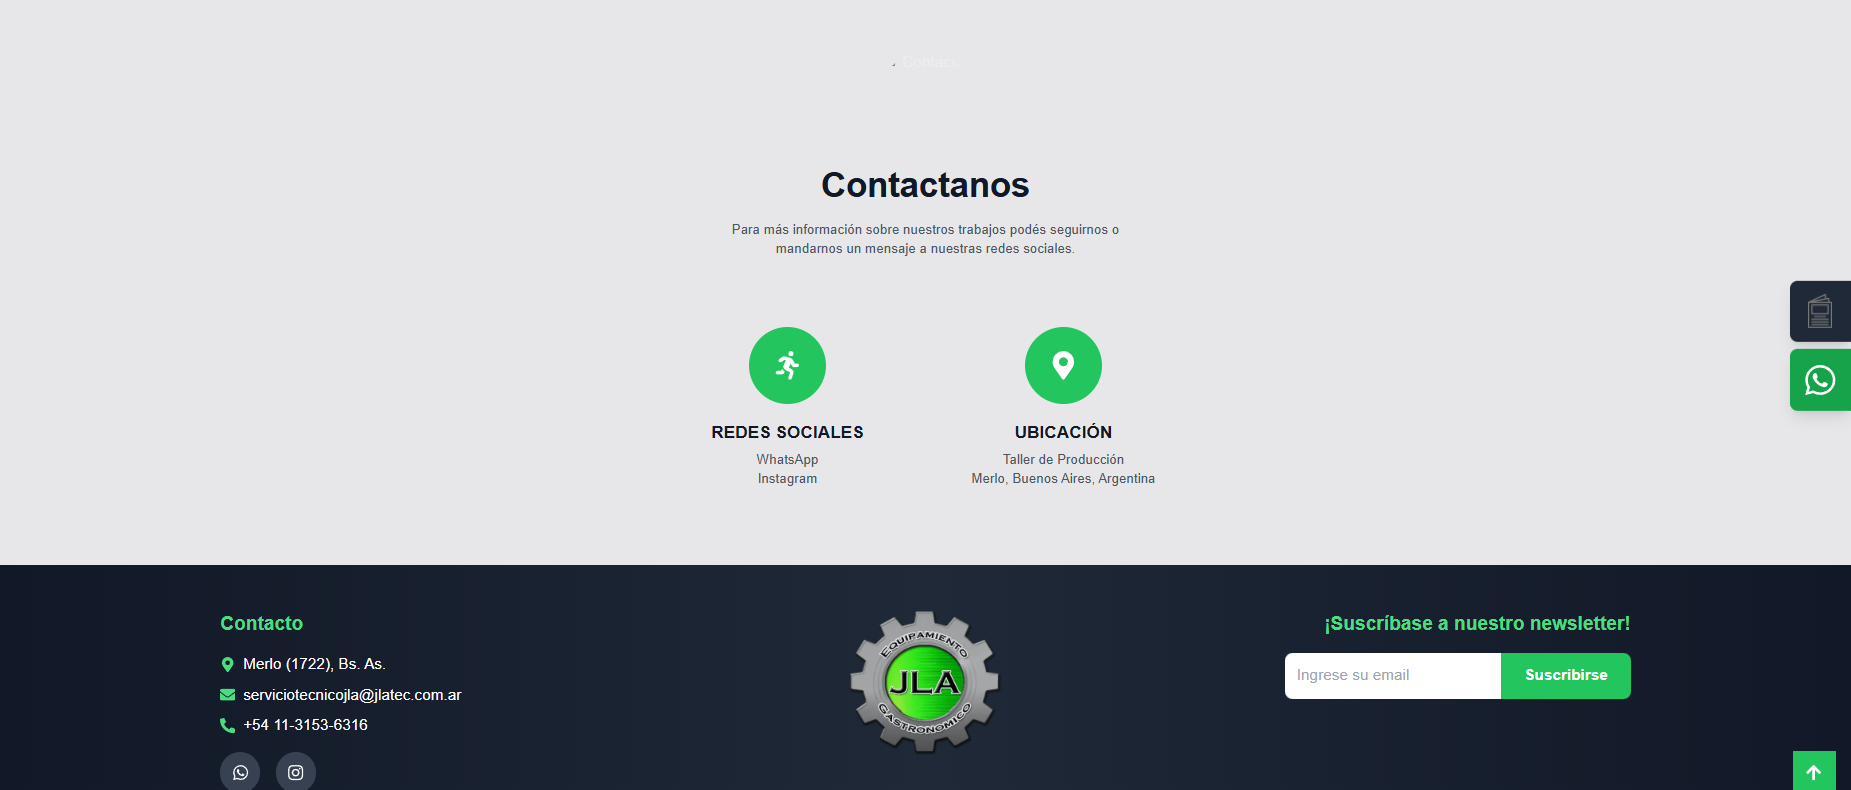 Contactanos
Para más información sobre nuestros trabajos podés seguirnos o
mandarnos un mensaje a nuestras redes sociales.
REDES SOCIALES
WhatsApp
Instagram
UBICACIÓN
Taller de Producción
Merlo, Buenos Aires, Argentina
Contacto
Merlo (1722), Bs. As.
serviciotecnicojla@jlatec.com.ar
+54 11-3153-6316
EQUIPAMIENTO
JLA
GASTRONOMICO
¡Suscríbase a nuestro newsletter!
Ingrese su email
Suscribirse